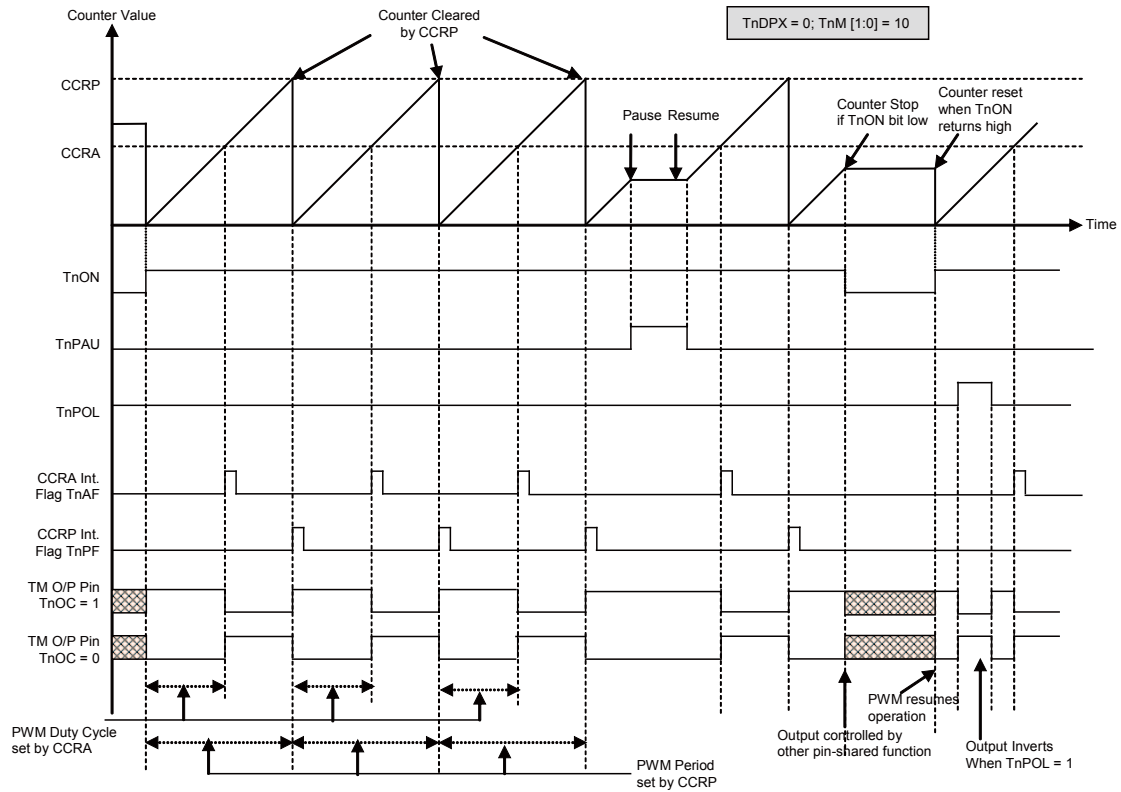 Counter Value
Counter Cleared
by CCRP
TnDPX = 0; TnM [1:0] = 10
CCRP
CCRA
Pause Resume
Counter Stop
if TnON bit low
Counter reset
when TnON
returns high
Time
TnON
TnPAU
TnPOL
CCRA Int.
Flag TnAF
CCRP Int.
Flag TnPF
TM O/P Pin
TnOC = 1
TM O/P Pin
TnOC = 0
PWM Duty Cycle
set by CCRA
PWM Period
set by CCRP
PWM resumes
operation
Output controlled by
other pin-shared function
Output Inverts
When TnPOL = 1